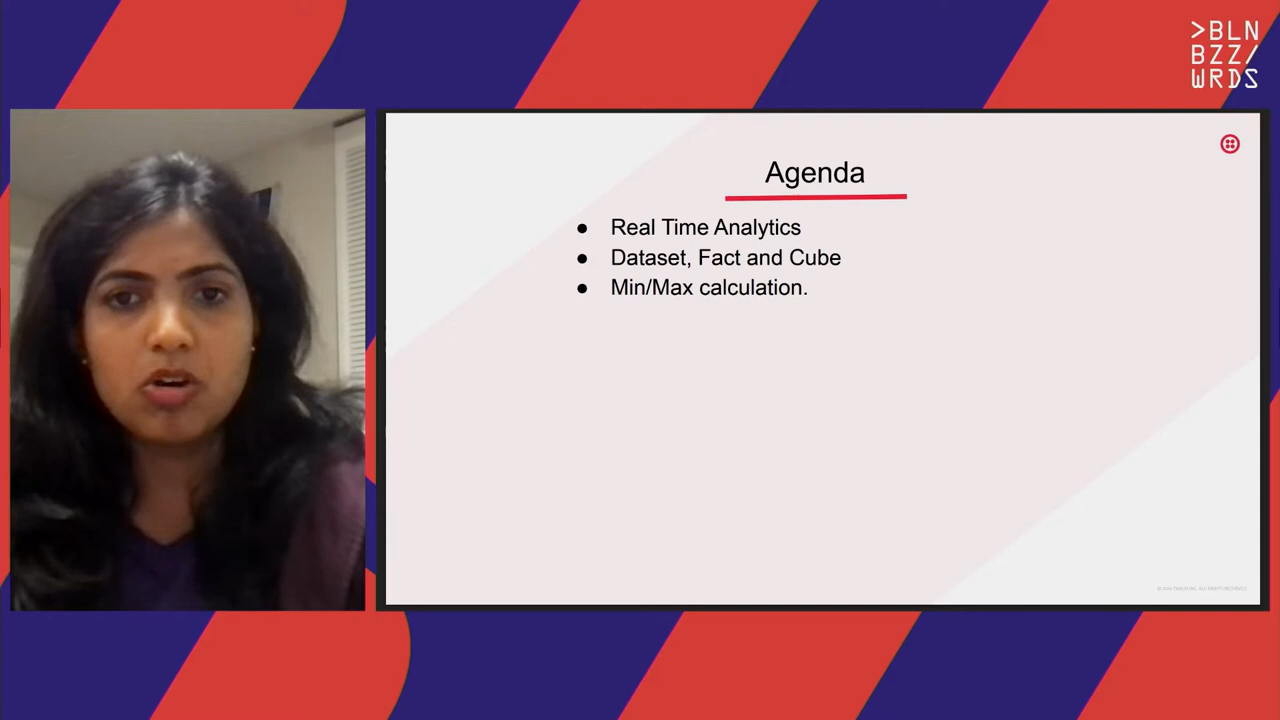 >BLN
BZZ/
WRDS
Agenda
● Real Time Analytics
● Dataset, Fact and Cube
● Min/Max calculation.